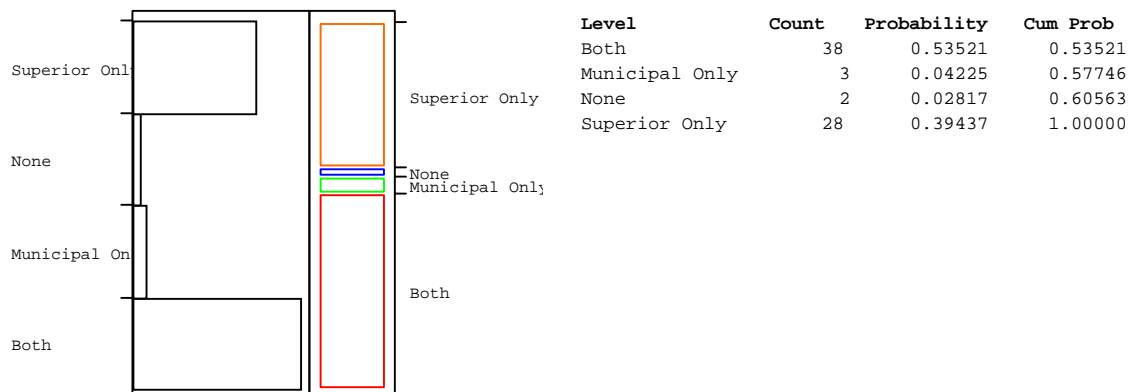 Superior Onl
None
Municipal On
Both
Superior Only
None
Municipal Only
Both
Level Count Probability Cum Prob
Both 38 0.53521 0.53521
Municipal Only 3 0.04225 0.57746
None 2 0.02817 0.60563
Superior Only 28 0.39437 1.00000